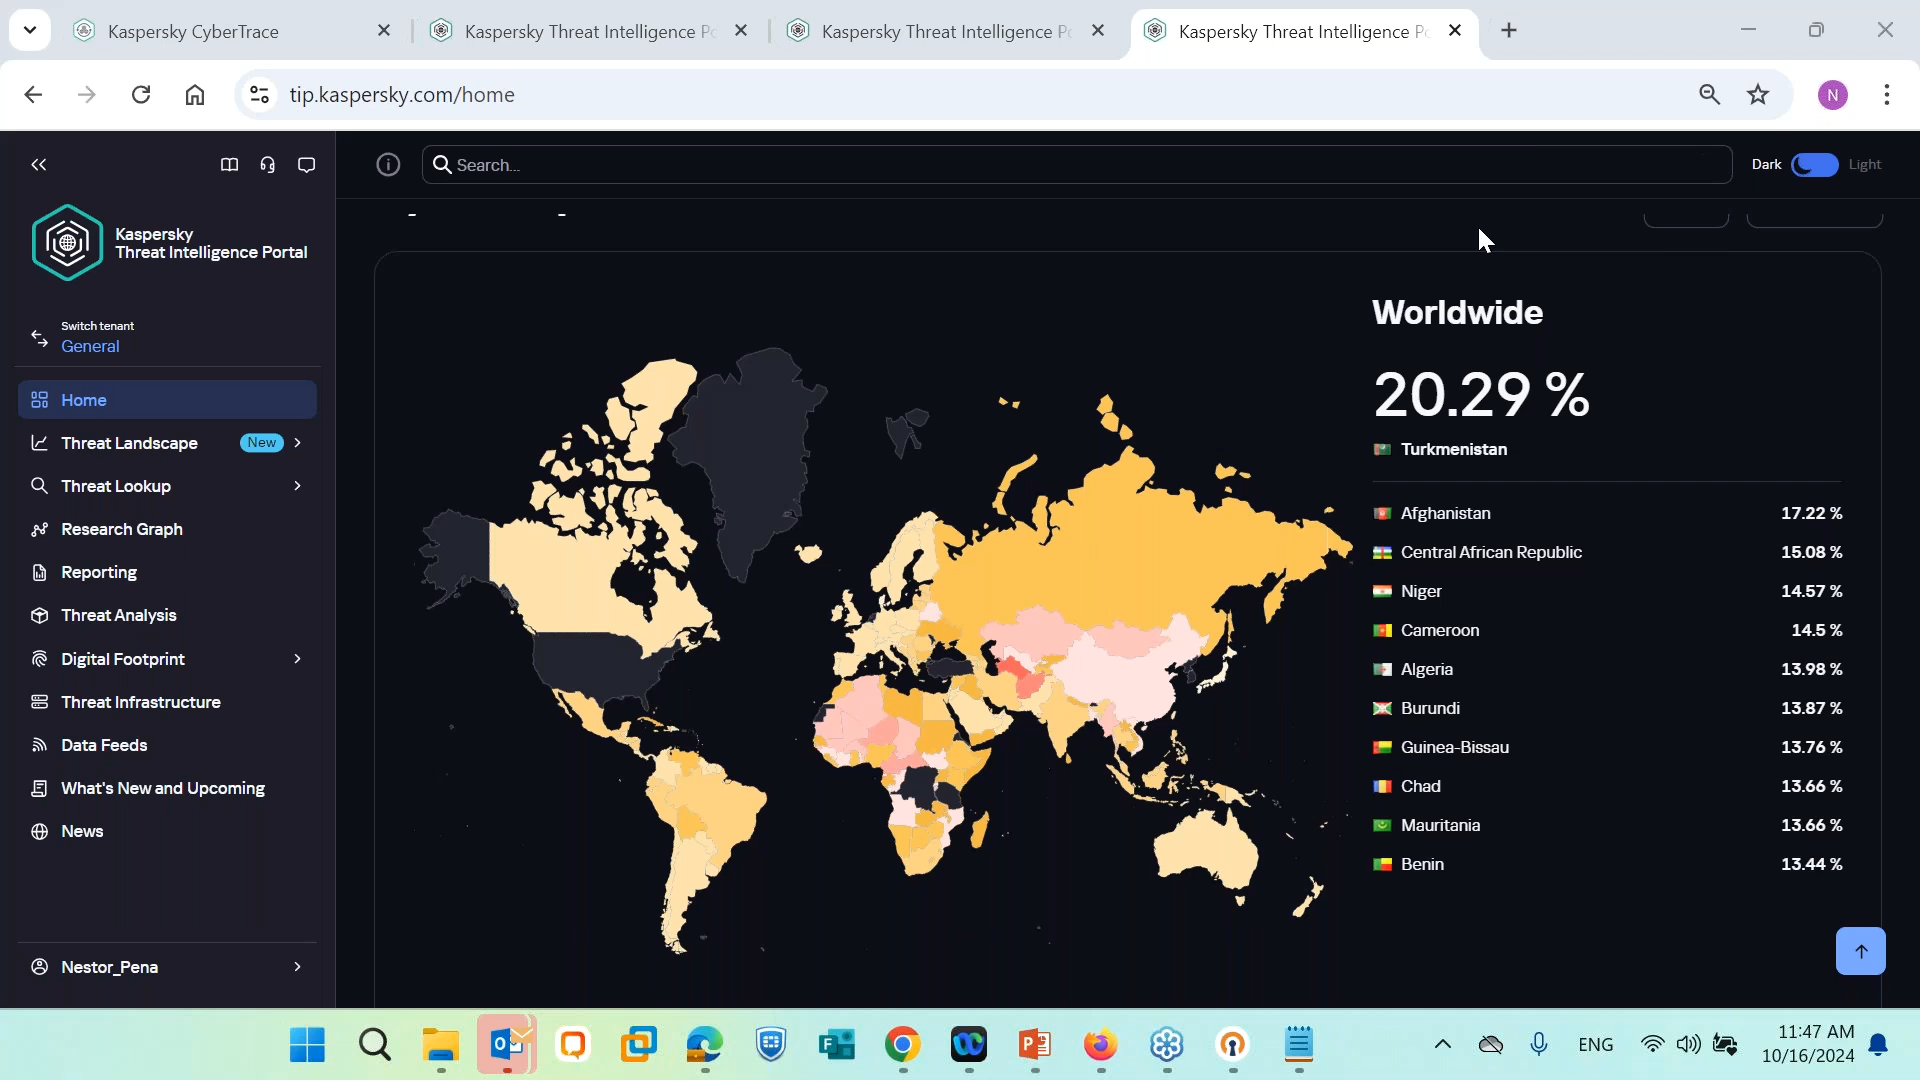 Kaspersky CyberTrace
Kaspersky Threat Intelligence Po
Kaspersky Threat Intelligence Po
Kaspersky Threat Intelligence Po
tip.kaspersky.com/home
N
Search...
Dark
Light
Kaspersky
Threat Intelligence Portal
Switch tenant
General
Home
Threat Landscape
New
Threat Lookup
Research Graph
Reporting
Threat Analysis
Digital Footprint
Threat Infrastructure
Data Feeds
What's New and Upcoming
News
Nestor_Pena
Worldwide
20.29 %
Turkmenistan
Afghanistan 17.22 %
Central African Republic 15.08 %
Niger 14.57 %
Cameroon 14.5 %
Algeria 13.98 %
Burundi 13.87 %
Guinea-Bissau 13.76 %
Chad 13.66 %
Mauritania 13.66 %
Benin 13.44 %
ENG
11:47 AM
10/16/2024